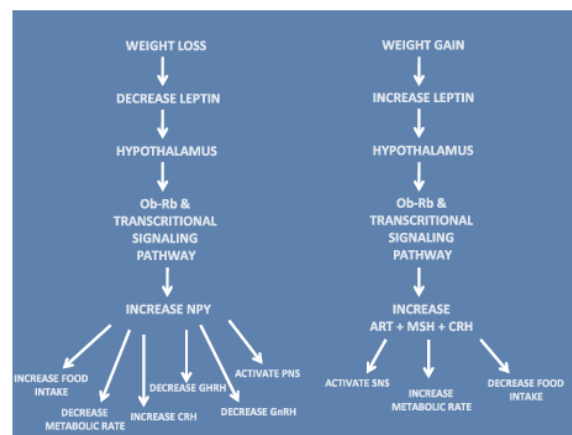 WEIGHT LOSS
DECREASE LEPTIN
HYPOTHALAMUS
Ob-Rb &
TRANSCRITIONAL
SIGNALING
PATHWAY
INCREASE NPY
INCREASE FOOD
INTAKE
DECREASE
METABOLIC RATE
INCREASE CRH
DECREASE GHRH
DECREASE GnRH
ACTIVATE PNS
WEIGHT GAIN
INCREASE LEPTIN
HYPOTHALAMUS
Ob-Rb &
TRANSCRITIONAL
SIGNALING
PATHWAY
INCREASE
ART + MSH + CRH
ACTIVATE SNS
INCREASE
METABOLIC RATE
DECREASE FOOD
INTAKE